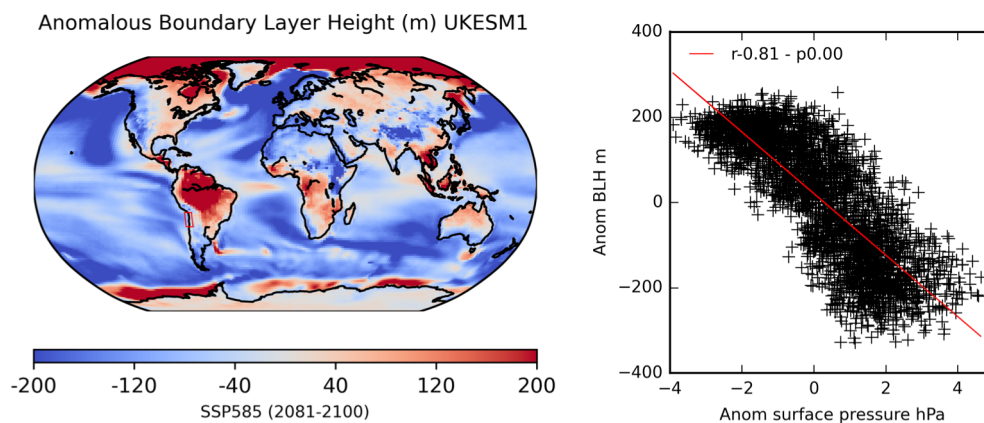 Anomalous Boundary Layer Height (m) UKESM1
-200 -120 -40 40 120 200
SSP585 (2081-2100)
r-0.81 - p0.00
400
200
0
−200
−400
Anom BLH m
−4 −2 0 2 4
Anom surface pressure hPa